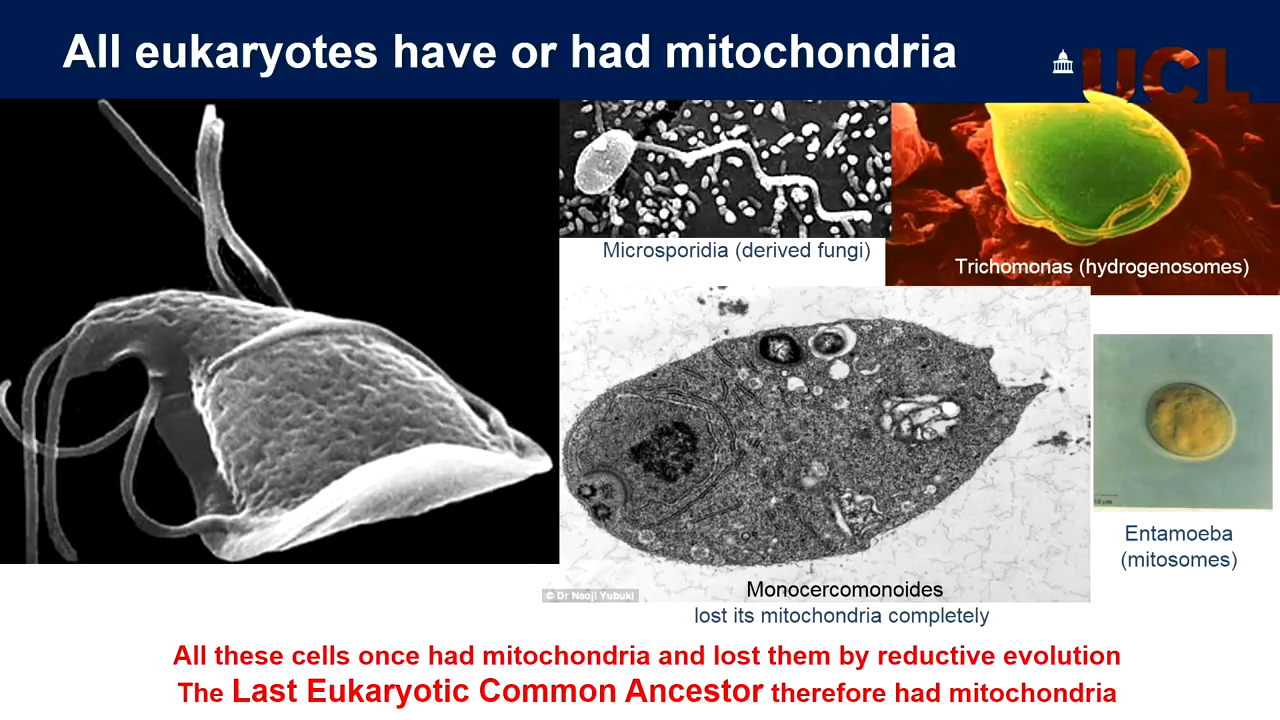 All eukaryotes have or had mitochondria
UCL
Microsporidia (derived fungi)
Trichomonas (hydrogenosomes)
10 cm
Entamoeba
(mitosomes)
© Dr Naoji Yubuki
Monocercomonoides
lost its mitochondria completely
All these cells once had mitochondria and lost them by reductive evolution
The Last Eukaryotic Common Ancestor therefore had mitochondria